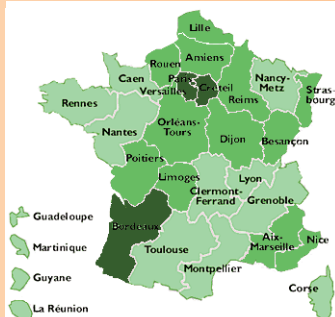 Lille
Amiens
Rouen
Caen
Paris
Versailles
Créteil
Nancy-
Metz
Stras-
bourg
Reims
Rennes
Orléans-
Tours
Nantes
Dijon
Besançon
Poitiers
Limoges
Clermont-
Ferrand
Lyon
Grenoble
Bordeaux
Toulouse
Aix-
Marseille
Nice
Montpellier
Corse
Guadeloupe
Martinique
Guyane
La Réunion